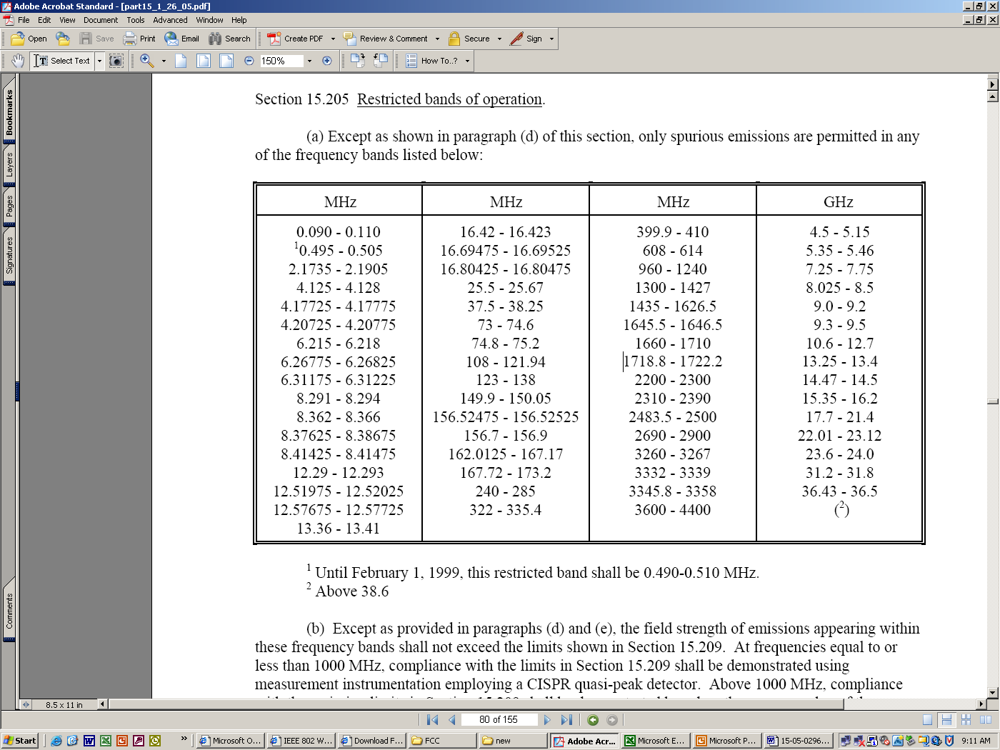 Adobe Acrobat Standard - [part15_1_26_05.pdf]
File Edit View Document Tools Advanced Window Help
Open Save Print Email Search Create PDF Review & Comment Secure Sign
Select Text 150% How To..?
Bookmarks
Layers
Pages
Signatures
Comments
Section 15.205 Restricted bands of operation.
(a) Except as shown in paragraph (d) of this section, only spurious emissions are permitted in any
of the frequency bands listed below:
MHz MHz MHz GHz
0.090 - 0.110 16.42 - 16.423 399.9 - 410 4.5 - 5.15
10.495 - 0.505 16.69475 - 16.69525 608 - 614 5.35 - 5.46
2.1735 - 2.1905 16.80425 - 16.80475 960 - 1240 7.25 - 7.75
4.125 - 4.128 25.5 - 25.67 1300 - 1427 8.025 - 8.5
4.17725 - 4.17775 37.5 - 38.25 1435 - 1626.5 9.0 - 9.2
4.20725 - 4.20775 73 - 74.6 1645.5 - 1646.5 9.3 - 9.5
6.215 - 6.218 74.8 - 75.2 1660 - 1710 10.6 - 12.7
6.26775 - 6.26825 108 - 121.94 1718.8 - 1722.2 13.25 - 13.4
6.31175 - 6.31225 123 - 138 2200 - 2300 14.47 - 14.5
8.291 - 8.294 149.9 - 150.05 2310 - 2390 15.35 - 16.2
8.362 - 8.366 156.52475 - 156.52525 2483.5 - 2500 17.7 - 21.4
8.37625 - 8.38675 156.7 - 156.9 2690 - 2900 22.01 - 23.12
8.41425 - 8.41475 162.0125 - 167.17 3260 - 3267 23.6 - 24.0
12.29 - 12.293 167.72 - 173.2 3332 - 3339 31.2 - 31.8
12.51975 - 12.52025 240 - 285 3345.8 - 3358 36.43 - 36.5
12.57675 - 12.57725 322 - 335.4 3600 - 4400 (2)
13.36 - 13.41
1 Until February 1, 1999, this restricted band shall be 0.490-0.510 MHz.
2 Above 38.6
(b) Except as provided in paragraphs (d) and (e), the field strength of emissions appearing within
these frequency bands shall not exceed the limits shown in Section 15.209. At frequencies equal to or
less than 1000 MHz, compliance with the limits in Section 15.209 shall be demonstrated using
measurement instrumentation employing a CISPR quasi-peak detector. Above 1000 MHz, compliance
8.5 x 11 in
80 of 155
Start » Microsoft O... IEEE 802 W... Download F... FCC new Adobe Acr... Microsoft E... Microsoft P... 15-05-0296... 9:11 AM